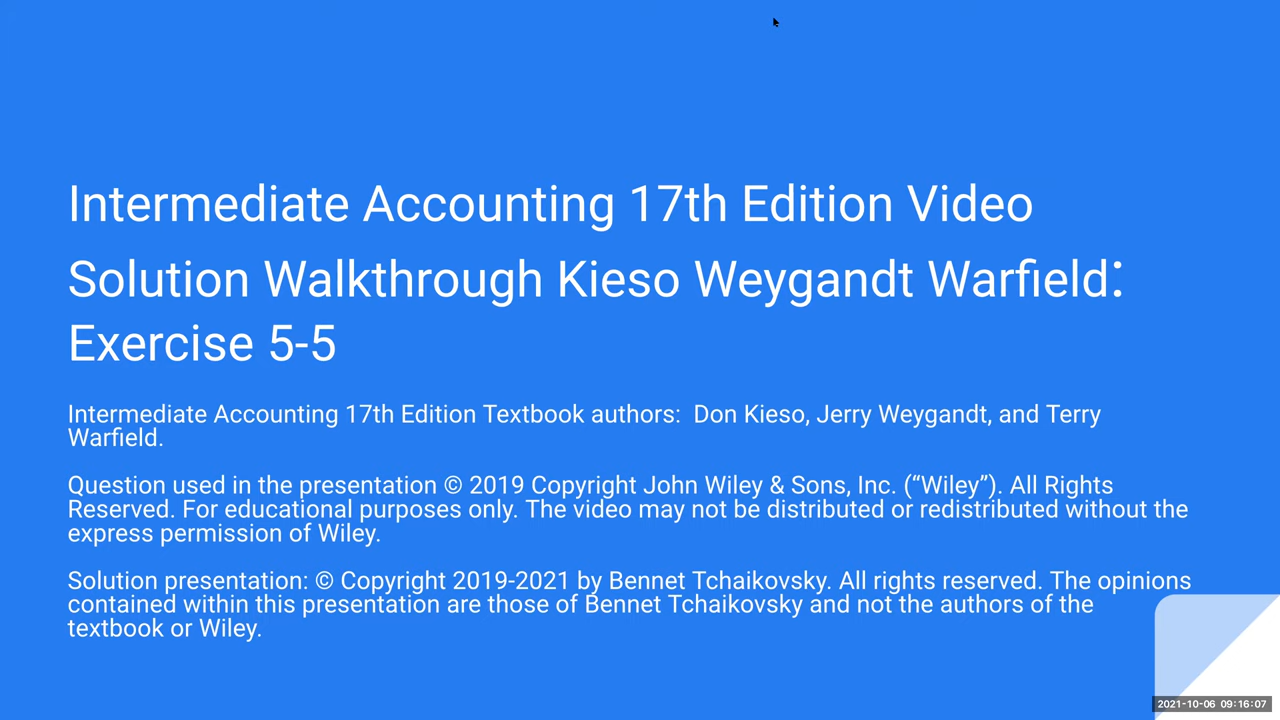 Intermediate Accounting 17th Edition Video
Solution Walkthrough Kieso Weygandt Warfield:
Exercise 5-5
Intermediate Accounting 17th Edition Textbook authors:  Don Kieso, Jerry Weygandt, and Terry
Warfield.
Question used in the presentation © 2019 Copyright John Wiley & Sons, Inc. (“Wiley”). All Rights
Reserved. For educational purposes only. The video may not be distributed or redistributed without the
express permission of Wiley.
Solution presentation: © Copyright 2019-2021 by Bennet Tchaikovsky. All rights reserved. The opinions
contained within this presentation are those of Bennet Tchaikovsky and not the authors of the
textbook or Wiley.
2021-10-06 09:16:07